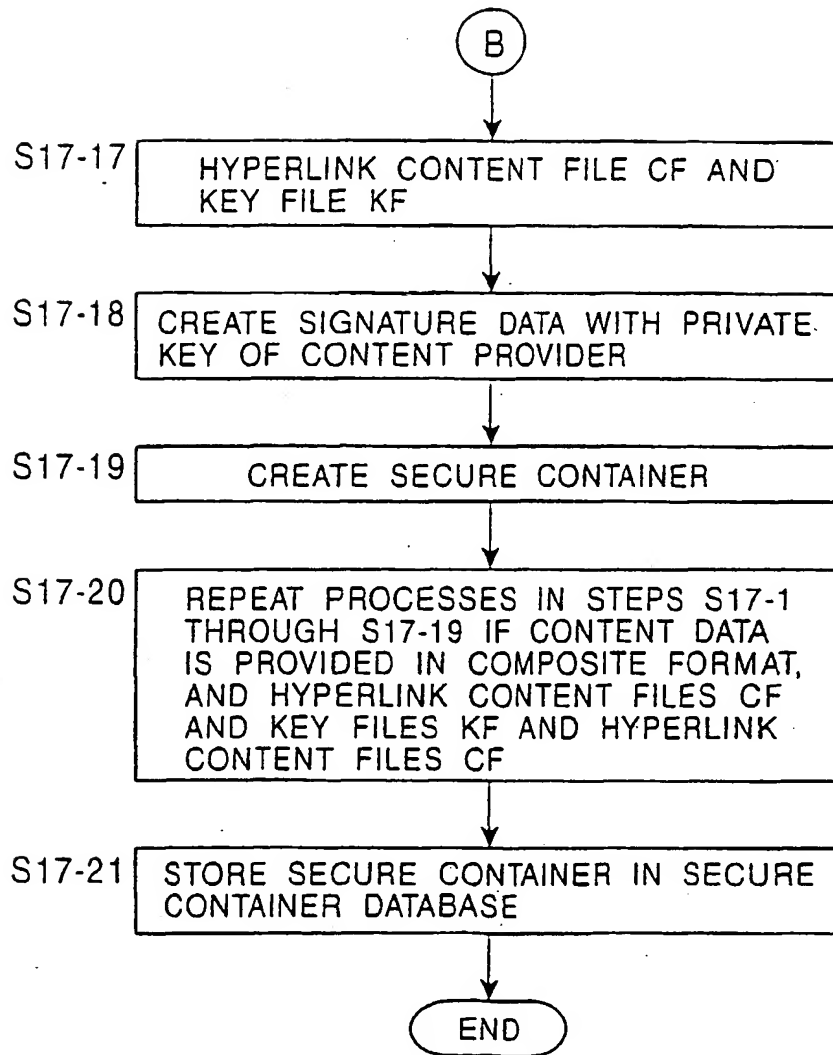 B
S17-17
HYPERLINK CONTENT FILE CF AND
KEY FILE KF
S17-18
CREATE SIGNATURE DATA WITH PRIVATE
KEY OF CONTENT PROVIDER
S17-19
CREATE SECURE CONTAINER
S17-20
REPEAT PROCESSES IN STEPS S17-1
THROUGH S17-19 IF CONTENT DATA
IS PROVIDED IN COMPOSITE FORMAT,
AND HYPERLINK CONTENT FILES CF
AND KEY FILES KF AND HYPERLINK
CONTENT FILES CF
S17-21
STORE SECURE CONTAINER IN SECURE
CONTAINER DATABASE
END